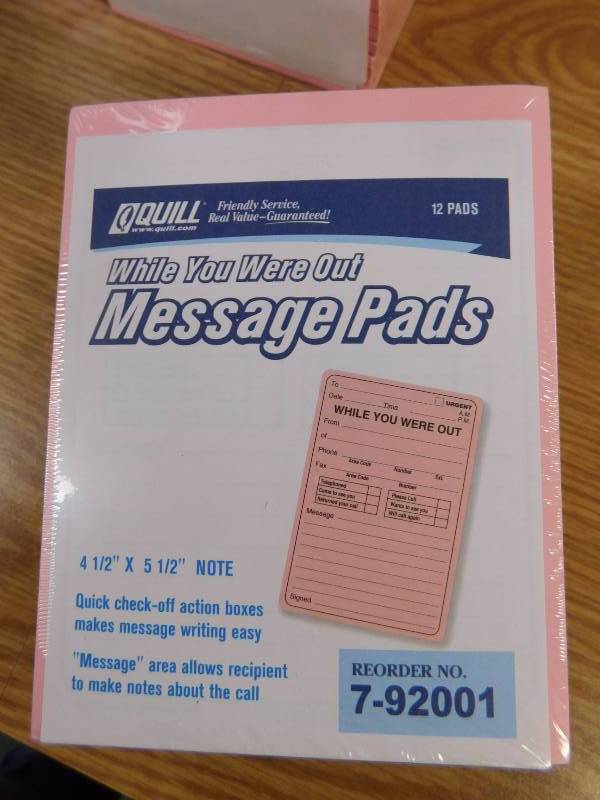 QUILL
www.quill.com
Friendly Service,
Real Value–Guaranteed!
12 PADS
While You Were Out
Message Pads
To
Date Time
URGENT
A.M.
P.M.
WHILE YOU WERE OUT
From
of
Phone
Area Code Number Ext.
Fax
Area Code Number
Telephoned Please Call
Came to see you Wants to see you
Returned your call Will call again
Message
Signed
4 1/2" X 5 1/2" NOTE
Quick check-off action boxes
makes message writing easy
"Message" area allows recipient
to make notes about the call
REORDER NO.
7-92001